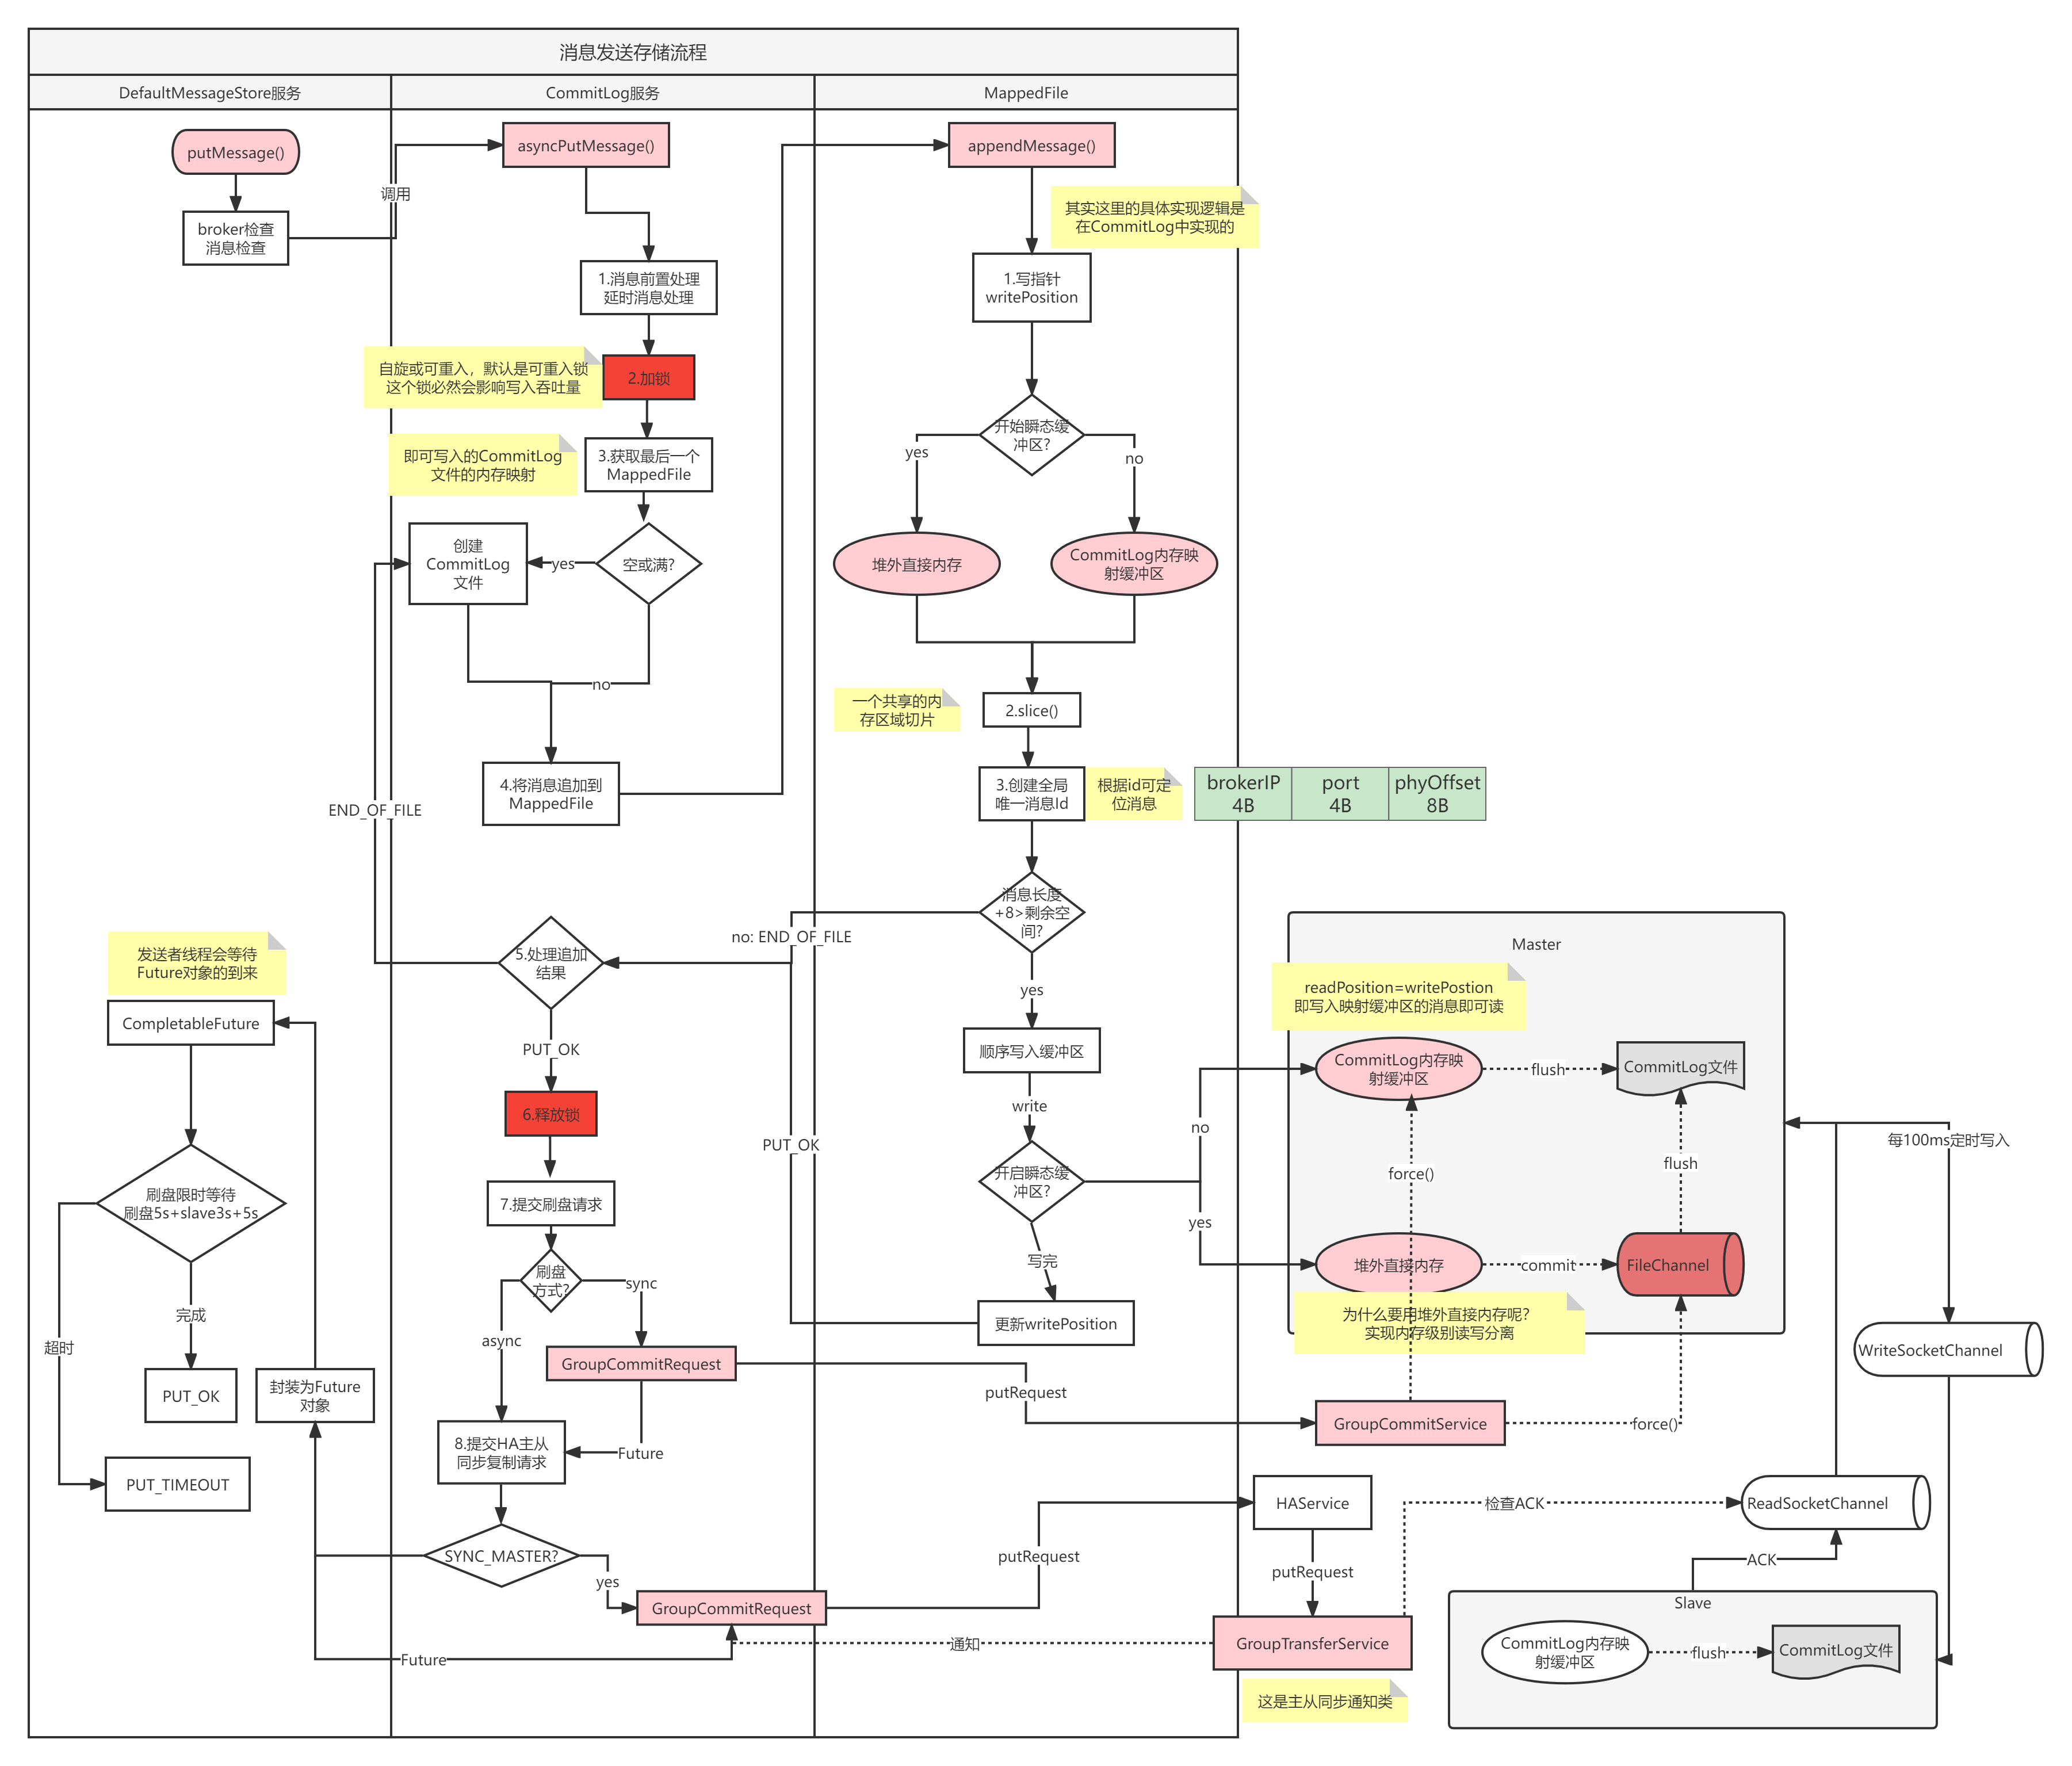 消息发送存储流程
DefaultMessageStore服务
CommitLog服务
MappedFile
putMessage()
broker检查
消息检查
调用
asyncPutMessage()
1.消息前置处理
延时消息处理
自旋或可重入，默认是可重入锁
这个锁必然会影响写入吞吐量
2.加锁
即可写入的CommitLog
文件的内存映射
3.获取最后一个
MappedFile
创建
CommitLog
文件
yes
空或满?
no
4.将消息追加到
MappedFile
END_OF_FILE
appendMessage()
其实这里的具体实现逻辑是
在CommitLog中实现的
1.写指针
writePosition
开始瞬态缓
冲区?
yes
no
堆外直接内存
CommitLog内存映
射缓冲区
一个共享的内
存区域切片
2.slice()
3.创建全局
唯一消息Id
根据id可定
位消息
brokerIP
4B
port
4B
phyOffset
8B
消息长度
+8>剩余空
间?
no: END_OF_FILE
yes
5.处理追加
结果
PUT_OK
6.释放锁
7.提交刷盘请求
刷盘
方式?
sync
async
GroupCommitRequest
Future
8.提交HA主从
同步复制请求
SYNC_MASTER?
yes
GroupCommitRequest
Future
通知
发送者线程会等待
Future对象的到来
CompletableFuture
刷盘限时等待
刷盘5s+slave3s+5s
完成
超时
PUT_OK
封装为Future
对象
PUT_TIMEOUT
顺序写入缓冲区
write
PUT_OK
开启瞬态缓
冲区?
no
yes
写完
更新writePosition
putRequest
putRequest
Master
readPosition=writePostion
即写入映射缓冲区的消息即可读
CommitLog内存映
射缓冲区
flush
CommitLog文件
force()
flush
堆外直接内存
commit
FileChannel
为什么要用堆外直接内存呢?
实现内存级别读写分离
GroupCommitService
force()
每100ms定时写入
WriteSocketChannel
HAService
检查ACK
ReadSocketChannel
putRequest
ACK
GroupTransferService
这是主从同步通知类
Slave
CommitLog内存映
射缓冲区
flush
CommitLog文件